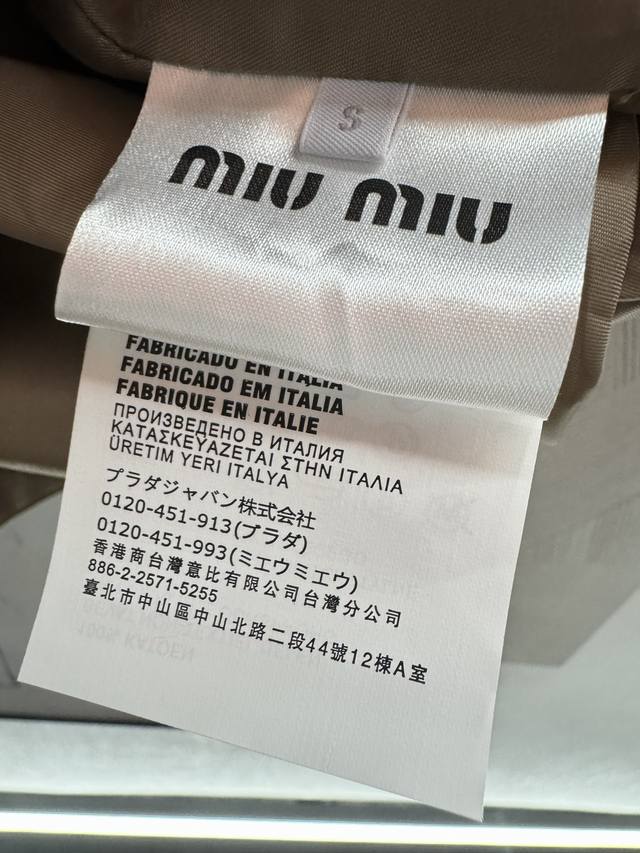 S
miu miu
FABRICADO EN ITALIA
FABRICADO EM ITALIA
FABRIQUE EN ITALIE
ПРОИЗВЕДЕНО В ИТАЛИЯ
ΚΑΤΑΣΚΕΥΑΖΕΤΑΙ ΣΤΗΝ ΙΤΑΛΙΑ
ÜRETIM YERI ITALYA
プラダジャパン株式会社
0120-451-913(プラダ)
0120-451-993(ミエウミエウ)
香港商台灣意比有限公司台灣分公司
886-2-2571-5255
臺北市中山區中山北路二段44號12棟A室